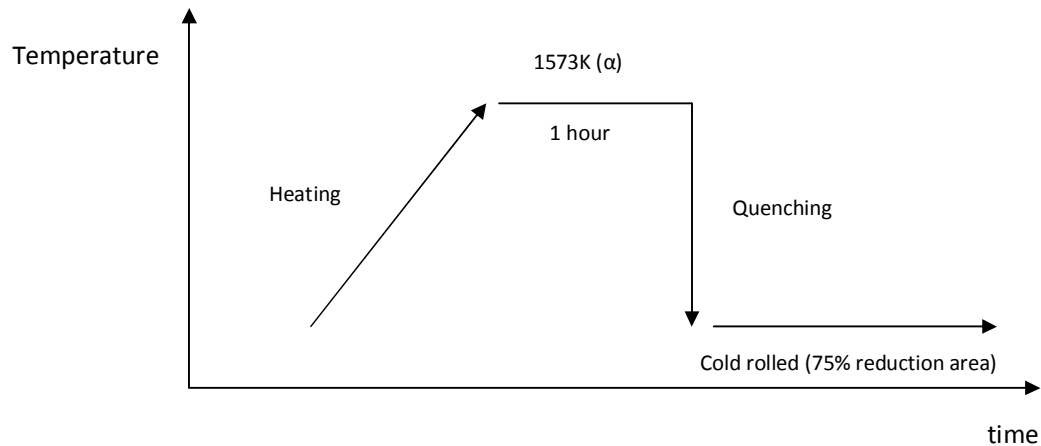 Temperature
1573K (α)
1 hour
Heating
Quenching
Cold rolled (75% reduction area)
time